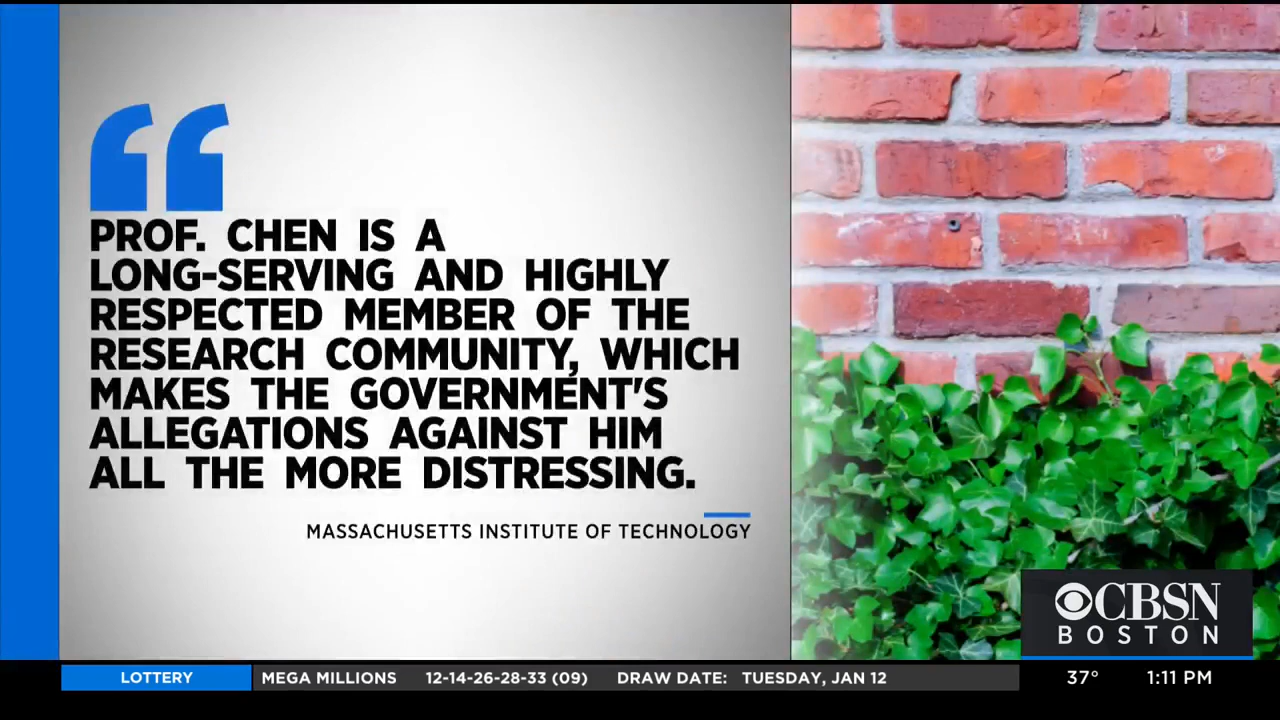 “
PROF. CHEN IS A
LONG-SERVING AND HIGHLY
RESPECTED MEMBER OF THE
RESEARCH COMMUNITY, WHICH
MAKES THE GOVERNMENT'S
ALLEGATIONS AGAINST HIM
ALL THE MORE DISTRESSING.
MASSACHUSETTS INSTITUTE OF TECHNOLOGY
CBSN
BOSTON
LOTTERY MEGA MILLIONS 12-14-26-28-33 (09) DRAW DATE: TUESDAY, JAN 12 37° 1:11 PM